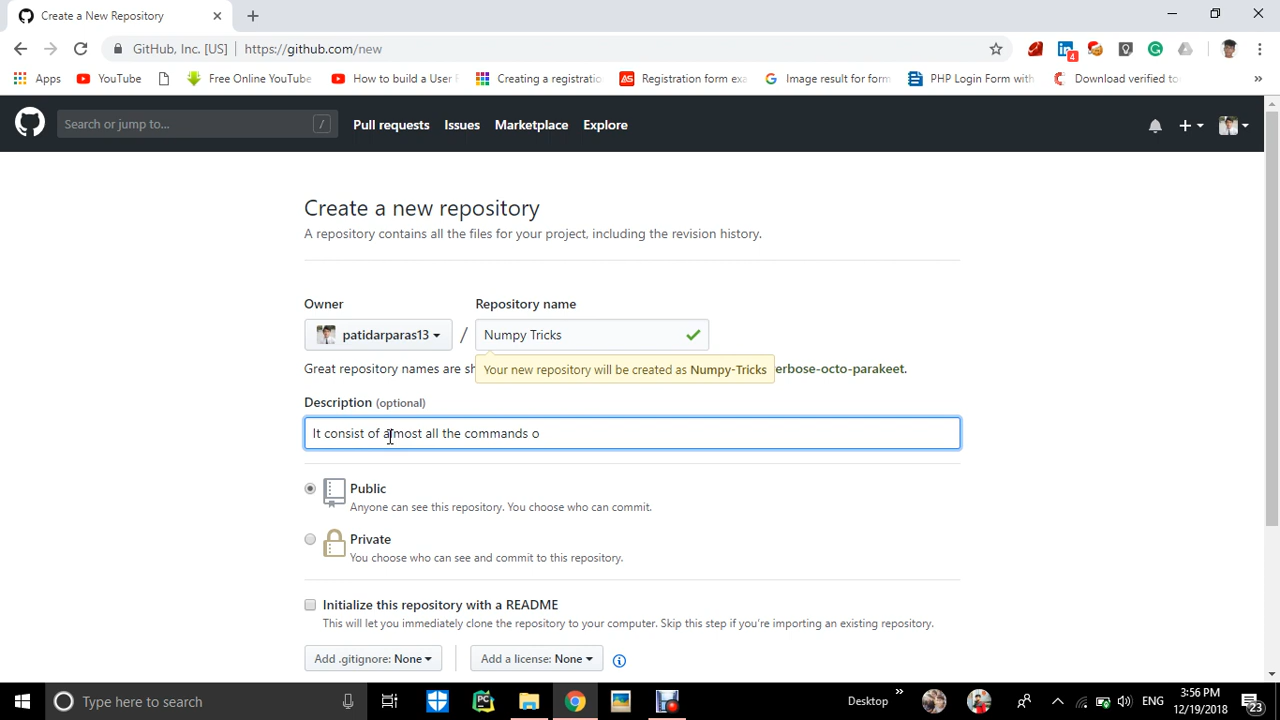 Create a New Repository
GitHub, Inc. [US] | https://github.com/new
4
Apps YouTube Free Online YouTube How to build a User Creating a registratio Registration form exa Image result for form PHP Login Form with Download verified to »
Search or jump to... / Pull requests Issues Marketplace Explore
Create a new repository
A repository contains all the files for your project, including the revision history.
Owner Repository name
patidarparas13 / Numpy Tricks
Great repository names are sh erbose-octo-parakeet.
Your new repository will be created as Numpy-Tricks
Description (optional)
It consist of almost all the commands o
Public
Anyone can see this repository. You choose who can commit.
Private
You choose who can see and commit to this repository.
Initialize this repository with a README
This will let you immediately clone the repository to your computer. Skip this step if you're importing an existing repository.
Add .gitignore: None Add a license: None
Type here to search Desktop » ENG 3:56 PM
12/19/2018 23